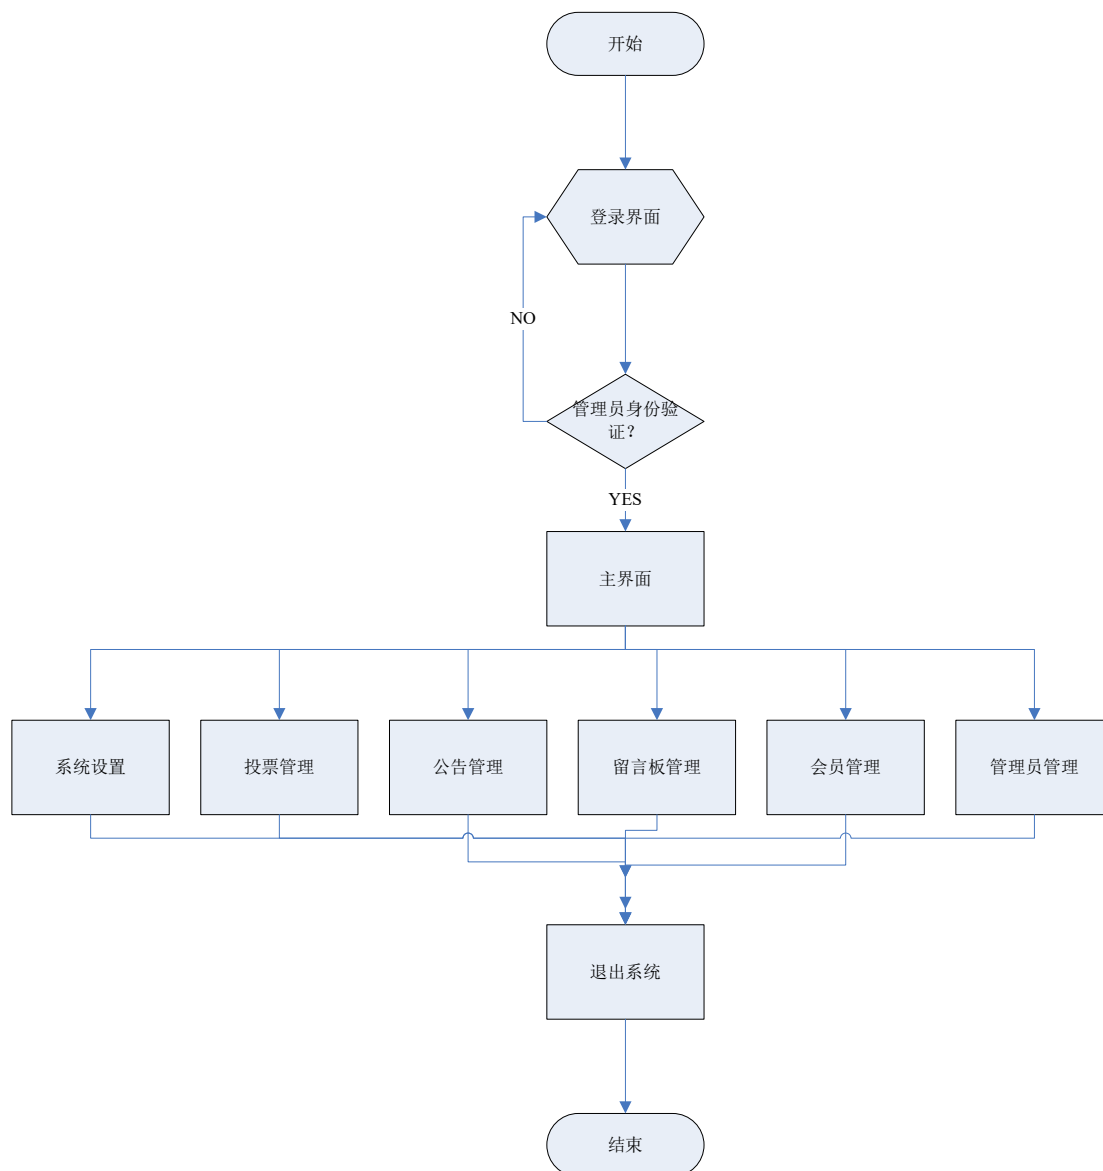 开始
登录界面
NO
管理员身份验
证?
YES
主界面
系统设置
投票管理
公告管理
留言板管理
会员管理
管理员管理
退出系统
结束